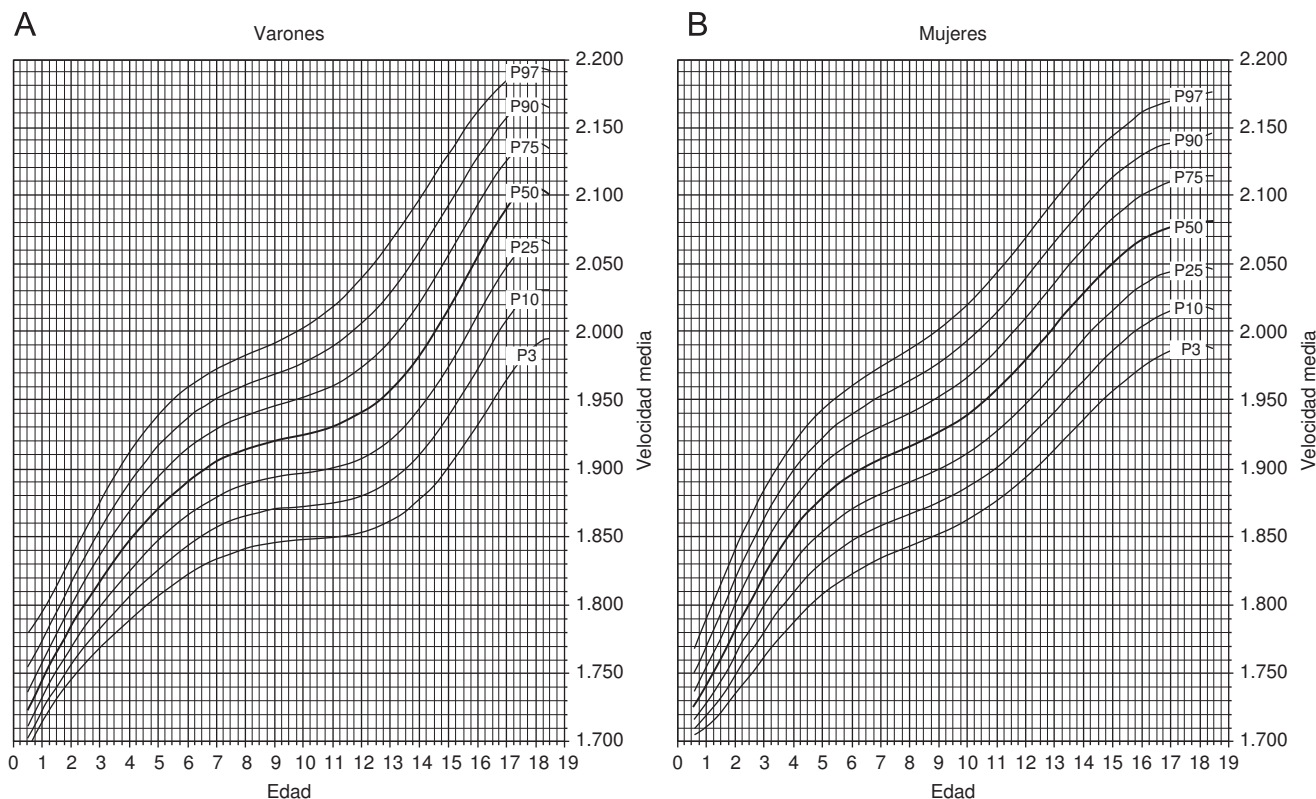 A
Varones
2.200
2.150
2.100
2.050
2.000
1.950
1.900
1.850
1.800
1.750
1.700
Velocidad media
P97
P90
P75
P50
P25
P10
P3
0 1 2 3 4 5 6 7 8 9 10 11 12 13 14 15 16 17 18 19
Edad
B
Mujeres
2.200
2.150
2.100
2.050
2.000
1.950
1.900
1.850
1.800
1.750
1.700
Velocidad media
P97
P90
P75
P50
P25
P10
P3
0 1 2 3 4 5 6 7 8 9 10 11 12 13 14 15 16 17 18 19
Edad